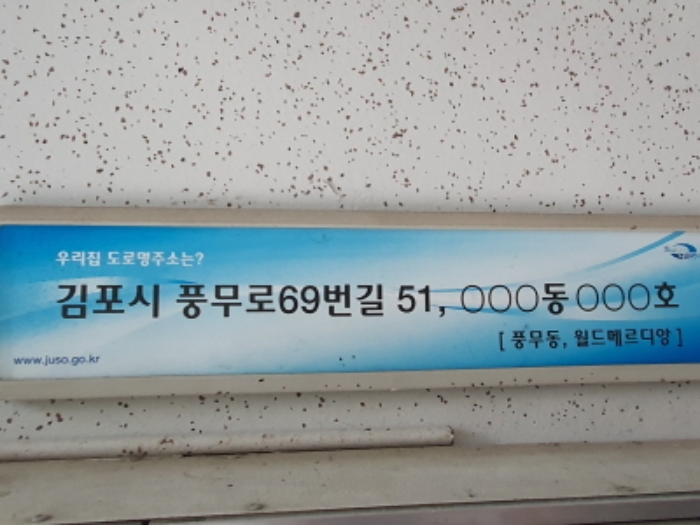 우리집 도로명주소는?
김포시 풍무로69번길 51, ○○○동 ○○○호
[ 풍무동, 월드메르디앙 ]
www.juso.go.kr